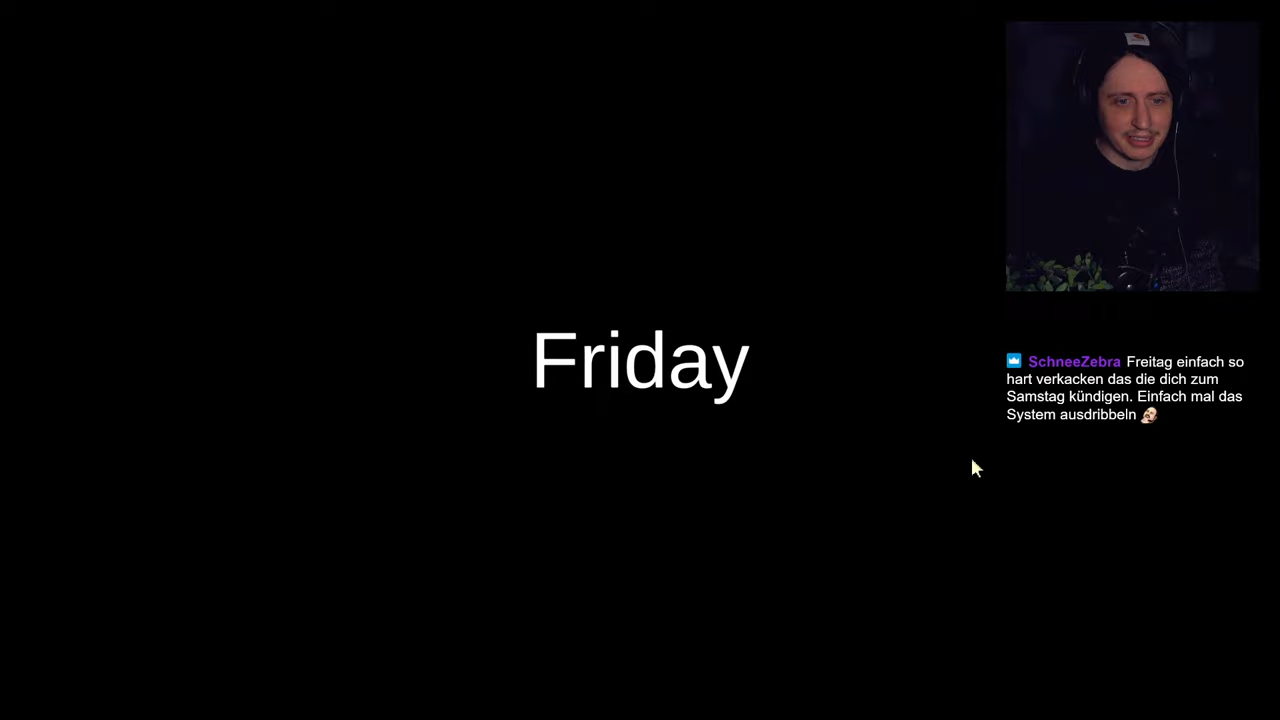 Friday
SchneeZebra Freitag einfach so
hart verkacken das die dich zum
Samstag kündigen. Einfach mal das
System ausdribbeln